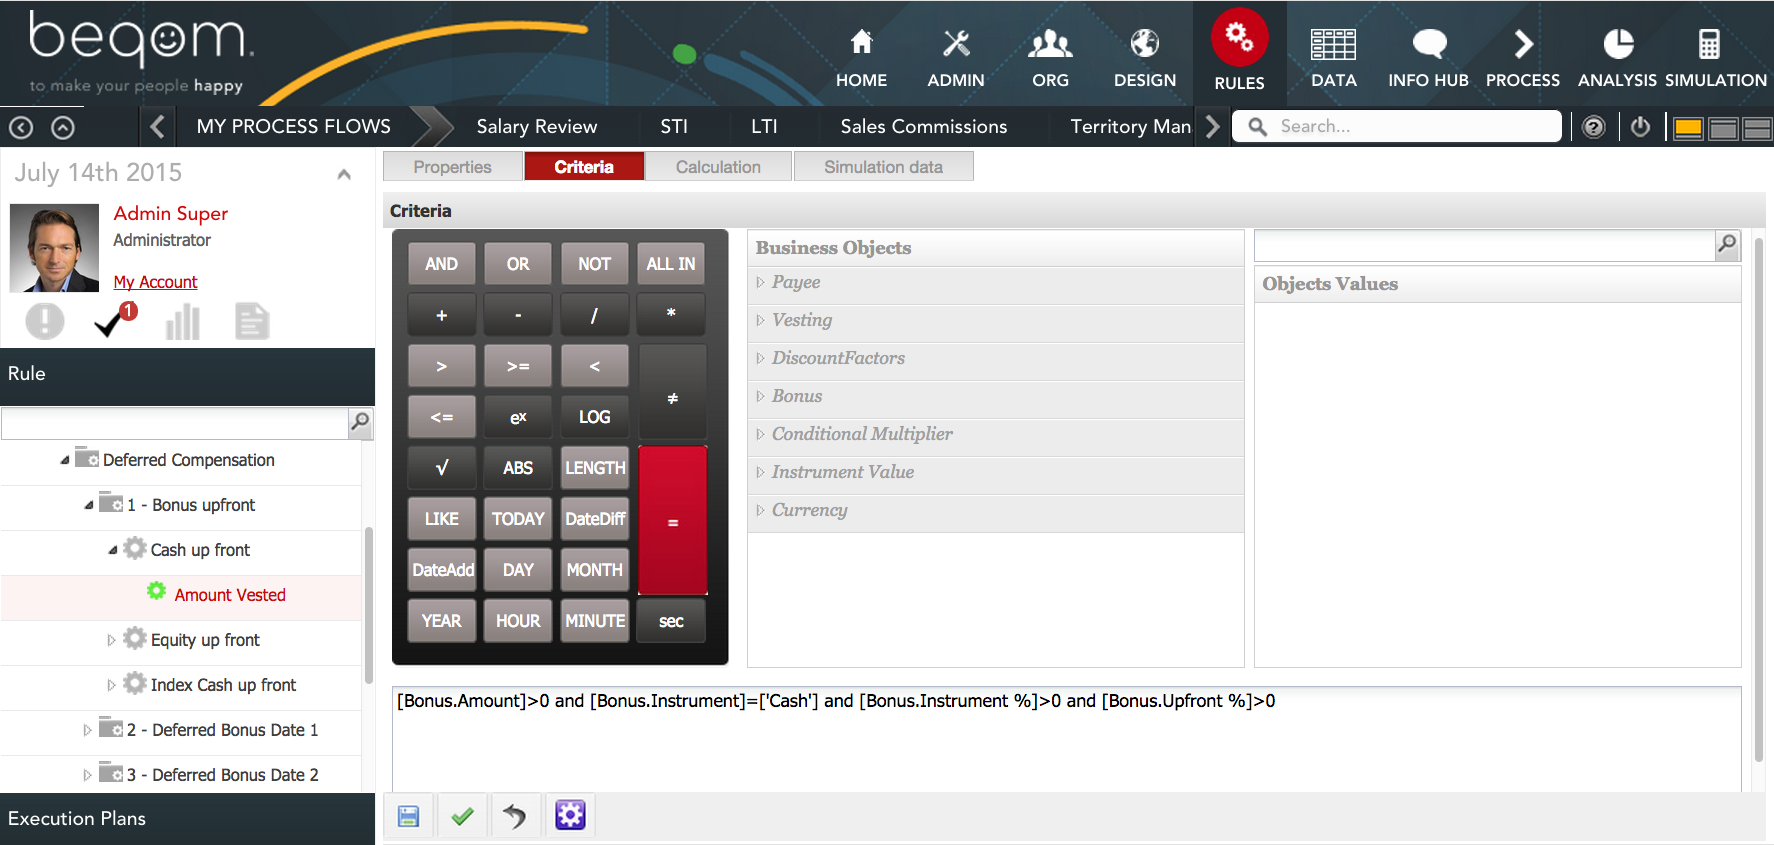 beqom.
to make your people happy
HOME
ADMIN
ORG
DESIGN
RULES
DATA
INFO HUB
PROCESS
ANALYSIS
SIMULATION
MY PROCESS FLOWS
Salary Review
STI
LTI
Sales Commissions
Territory Man
Search...
?
July 14th 2015
Admin Super
Administrator
My Account
1
Rule
Deferred Compensation
1 - Bonus upfront
Cash up front
Amount Vested
Equity up front
Index Cash up front
2 - Deferred Bonus Date 1
3 - Deferred Bonus Date 2
Execution Plans
Properties
Criteria
Calculation
Simulation data
Criteria
AND OR NOT ALL IN
+ - / *
> >= < ≠
<= eˣ LOG
√ ABS LENGTH =
LIKE TODAY DateDiff
DateAdd DAY MONTH
YEAR HOUR MINUTE sec
Business Objects
Payee
Vesting
DiscountFactors
Bonus
Conditional Multiplier
Instrument Value
Currency
Objects Values
[Bonus.Amount]>0 and [Bonus.Instrument]=['Cash'] and [Bonus.Instrument %]>0 and [Bonus.Upfront %]>0